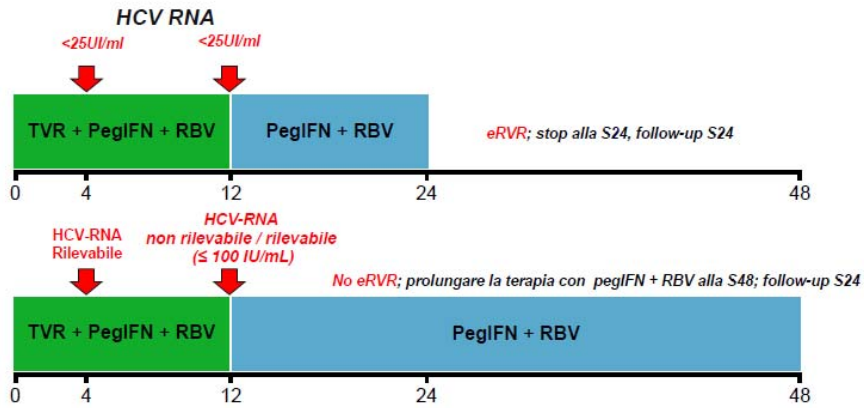 HCV RNA
<25UI/ml
<25UI/ml
TVR + PegIFN + RBV
PegIFN + RBV
eRVR; stop alla S24, follow-up S24
0
4
12
24
48
HCV-RNA
Rilevabile
HCV-RNA
non rilevabile / rilevabile
(≤ 100 IU/mL)
No eRVR; prolungare la terapia con pegIFN + RBV alla S48; follow-up S24
TVR + PegIFN + RBV
PegIFN + RBV
0
4
12
24
48